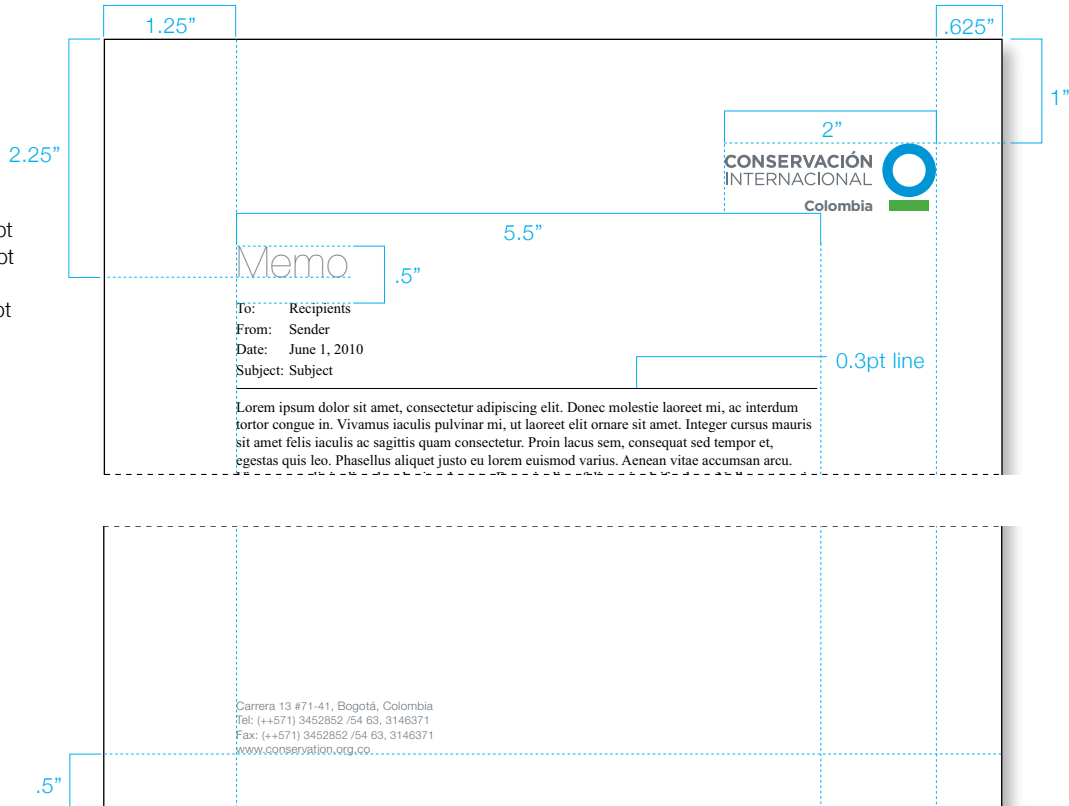 1.25”
.625”
1”
2.25”
2”
CONSERVACIÓN
INTERNACIONAL
Colombia
pt
pt
pt
5.5”
Memo
.5”
To: Recipients
From: Sender
Date: June 1, 2010
Subject: Subject
0.3pt line
Lorem ipsum dolor sit amet, consectetur adipiscing elit. Donec molestie laoreet mi, ac interdum
tortor congue in. Vivamus iaculis pulvinar mi, ut laoreet elit ornare sit amet. Integer cursus mauris
sit amet felis iaculis ac sagittis quam consectetur. Proin lacus sem, consequat sed tempor et,
egestas quis leo. Phasellus aliquet justo eu lorem euismod varius. Aenean vitae accumsan arcu.
Carrera 13 #71-41, Bogotá, Colombia
Tel: (++571) 3452852 /54 63, 3146371
Fax: (++571) 3452852 /54 63, 3146371
www.conservation.org.co
.5”